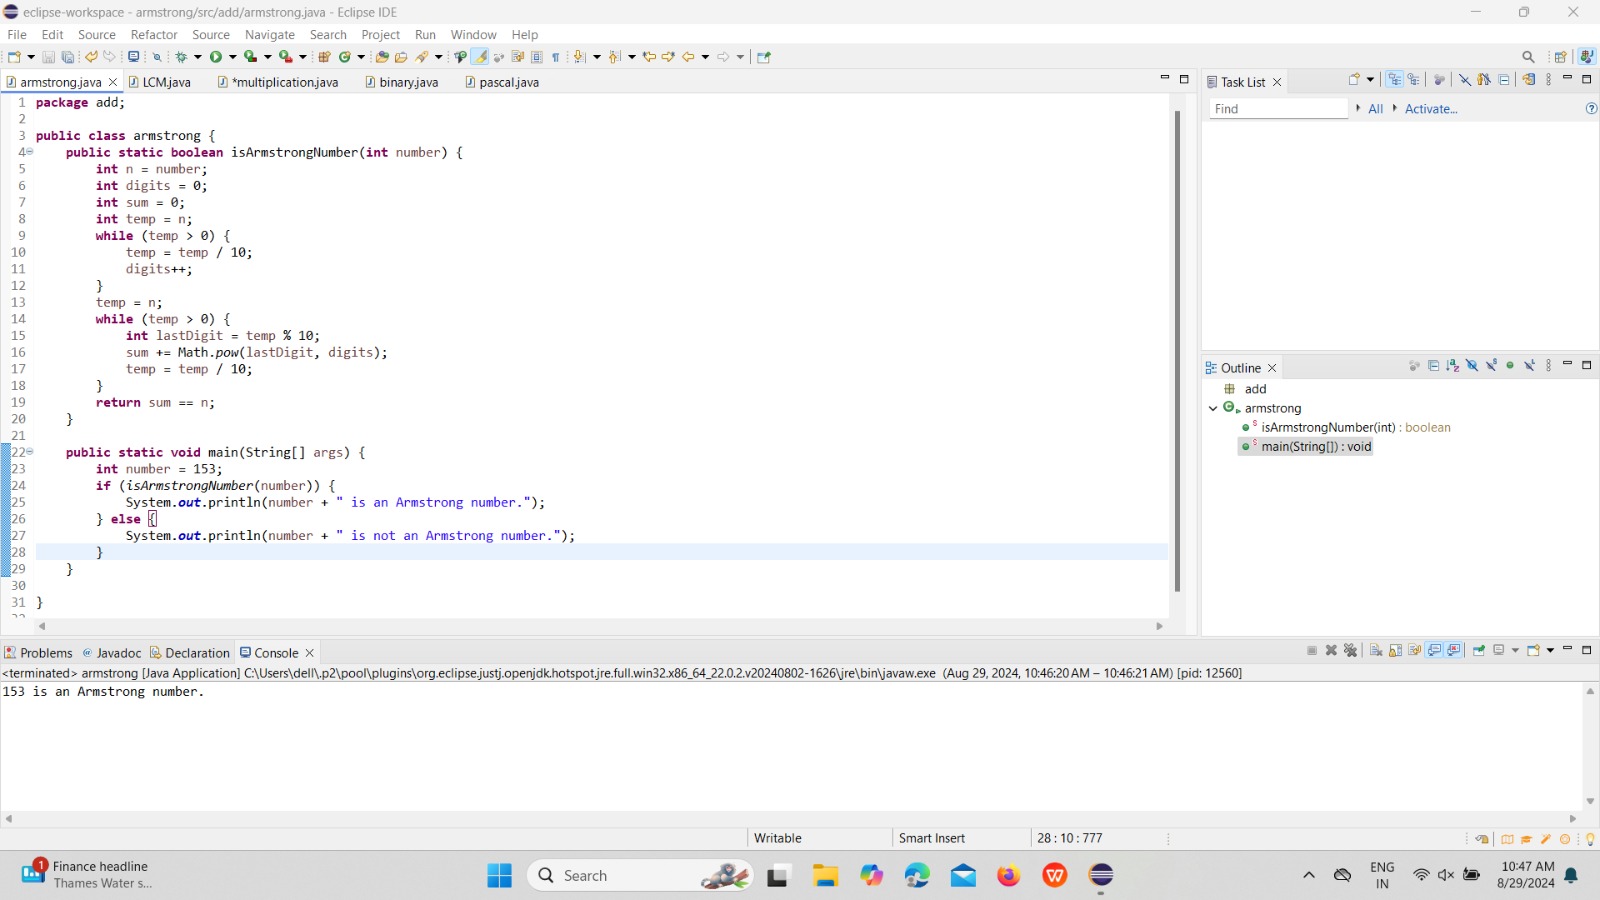 eclipse-workspace - armstrong/src/add/armstrong.java - Eclipse IDE
File Edit Source Refactor Source Navigate Search Project Run Window Help
armstrong.java LCM.java *multiplication.java binary.java pascal.java
1 package add;
2
3 public class armstrong {
4     public static boolean isArmstrongNumber(int number) {
5         int n = number;
6         int digits = 0;
7         int sum = 0;
8         int temp = n;
9         while (temp > 0) {
10             temp = temp / 10;
11             digits++;
12         }
13         temp = n;
14         while (temp > 0) {
15             int lastDigit = temp % 10;
16             sum += Math.pow(lastDigit, digits);
17             temp = temp / 10;
18         }
19         return sum == n;
20     }
21
22     public static void main(String[] args) {
23         int number = 153;
24         if (isArmstrongNumber(number)) {
25             System.out.println(number + " is an Armstrong number.");
26         } else {
27             System.out.println(number + " is not an Armstrong number.");
28         }
29     }
30
31 }
Task List
Find All Activate...
Outline
add
armstrong
isArmstrongNumber(int) : boolean
main(String[]) : void
Problems Javadoc Declaration Console
<terminated> armstrong [Java Application] C:\Users\dell\.p2\pool\plugins\org.eclipse.justj.openjdk.hotspot.jre.full.win32.x86_64_22.0.2.v20240802-1626\jre\bin\javaw.exe (Aug 29, 2024, 10:46:20 AM – 10:46:21 AM) [pid: 12560]
153 is an Armstrong number.
Writable Smart Insert 28 : 10 : 777
1
Finance headline
Thames Water s...
Search
ENG
IN
10:47 AM
8/29/2024